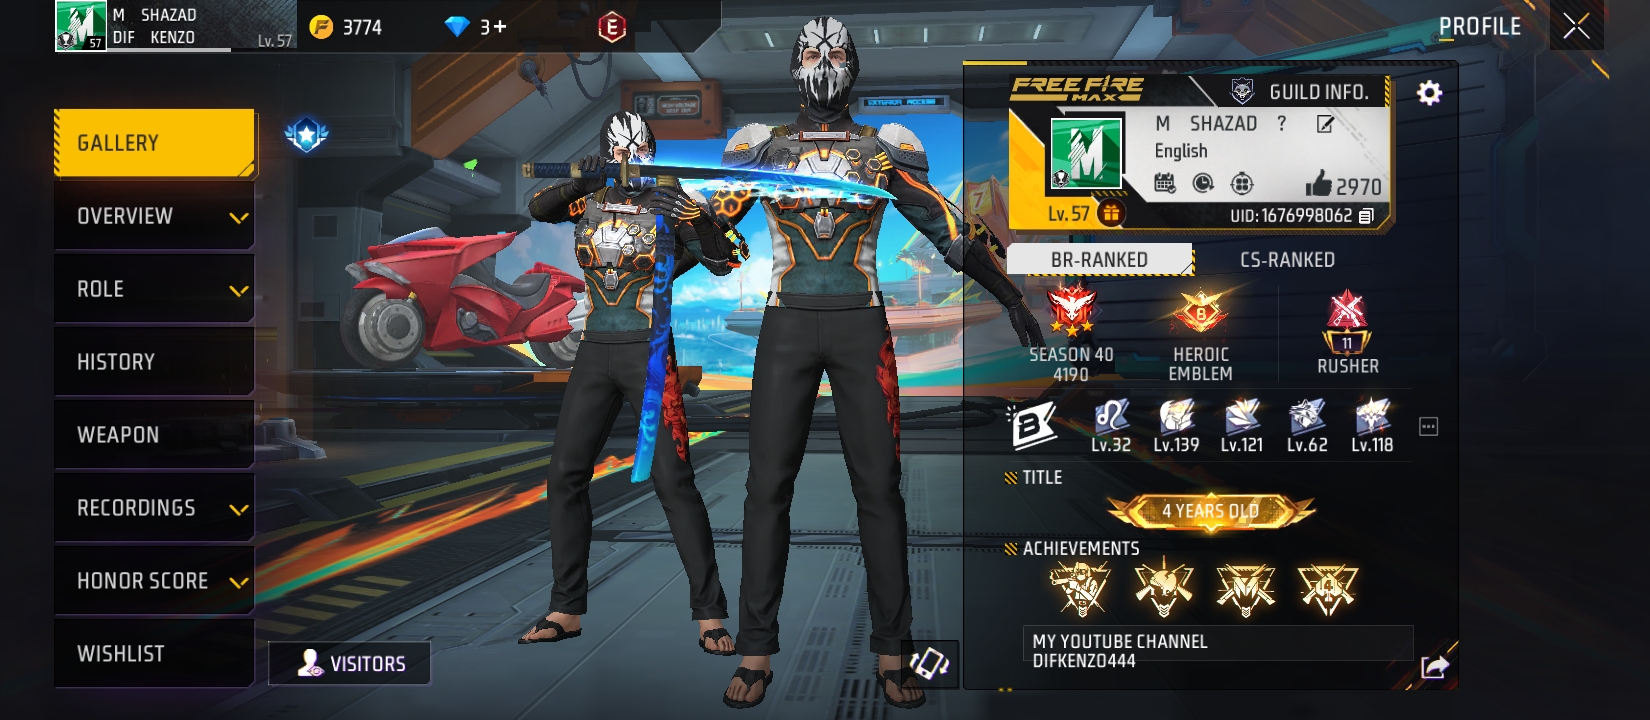 M SHAZAD
DIF KENZO
57
Lv. 57
3774
3+
E
PROFILE
GALLERY
OVERVIEW
ROLE
HISTORY
WEAPON
RECORDINGS
HONOR SCORE
WISHLIST
VISITORS
EXTERIOR ACCESS
7
FREE FIRE
MAX
GUILD INFO.
M SHAZAD ?
English
M
2970
Lv. 57
UID: 1676998062
BR-RANKED
CS-RANKED
SEASON 40
4190
HEROIC
EMBLEM
11
RUSHER
B
Lv.32
Lv.139
Lv.121
Lv.62
Lv.118
TITLE
4 YEARS OLD
ACHIEVEMENTS
MY YOUTUBE CHANNEL
DIFKENZO444